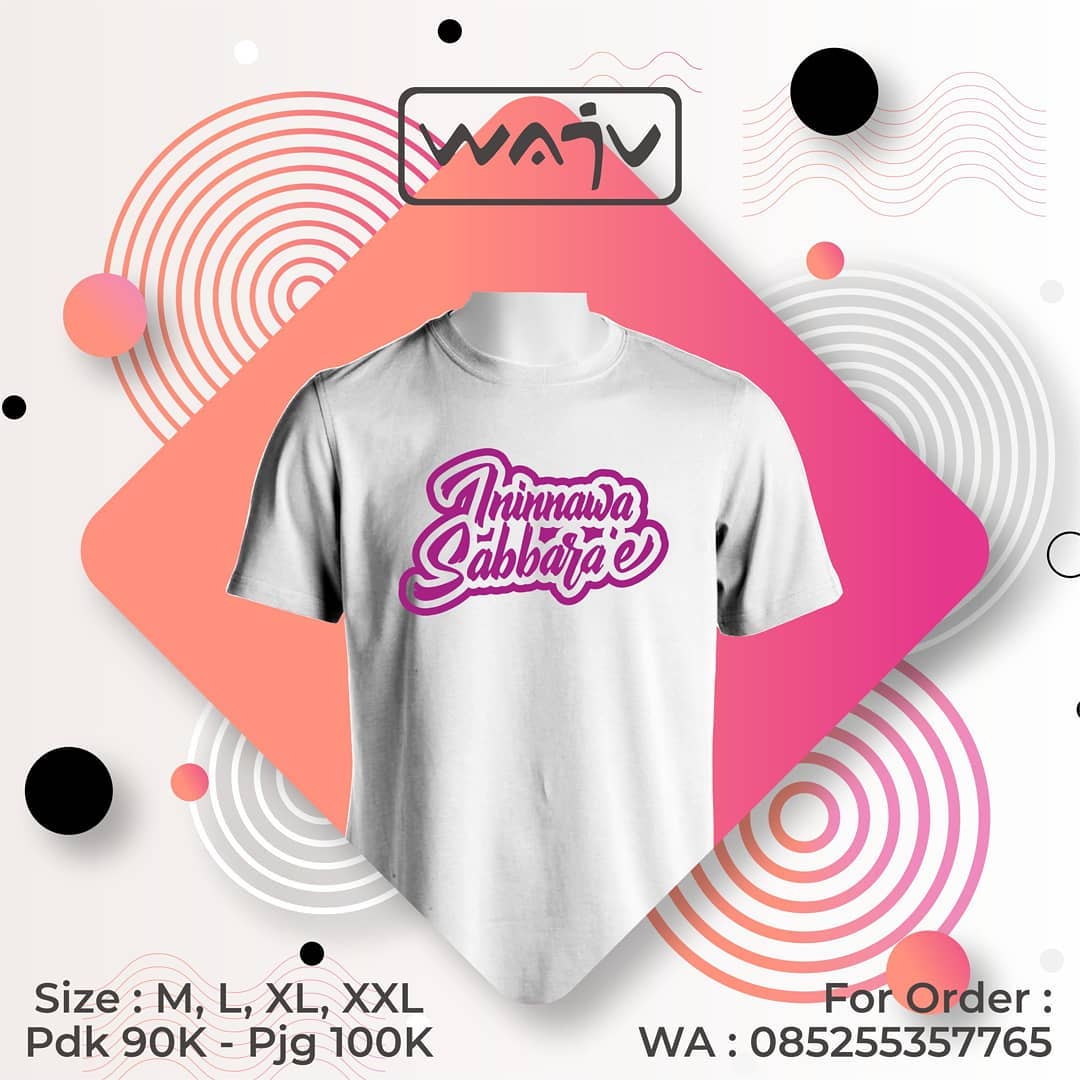 waju
Aninnawa
Sabbara'e
Size : M, L, XL, XXL
Pdk 90K - Pjg 100K
For Order :
WA : 085255357765